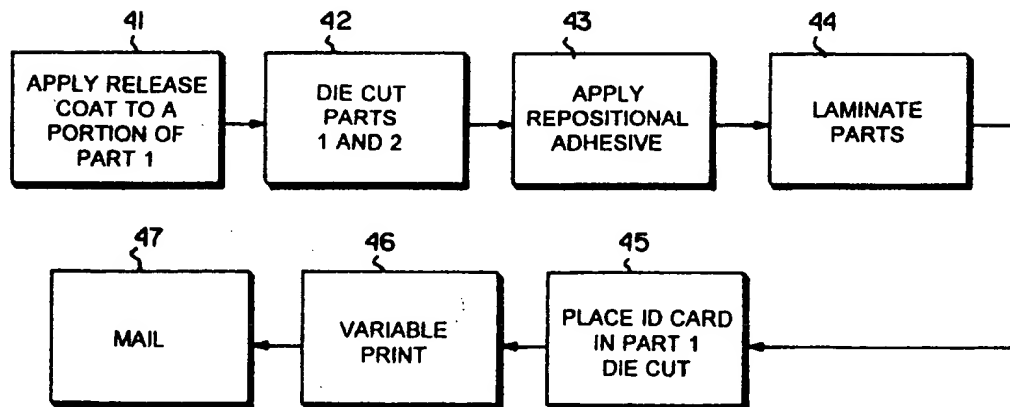 41
APPLY RELEASE
COAT TO A
PORTION OF
PART 1
42
DIE CUT
PARTS
1 AND 2
43
APPLY
REPOSITIONAL
ADHESIVE
44
LAMINATE
PARTS
47
MAIL
46
VARIABLE
PRINT
45
PLACE ID CARD
IN PART 1
DIE CUT